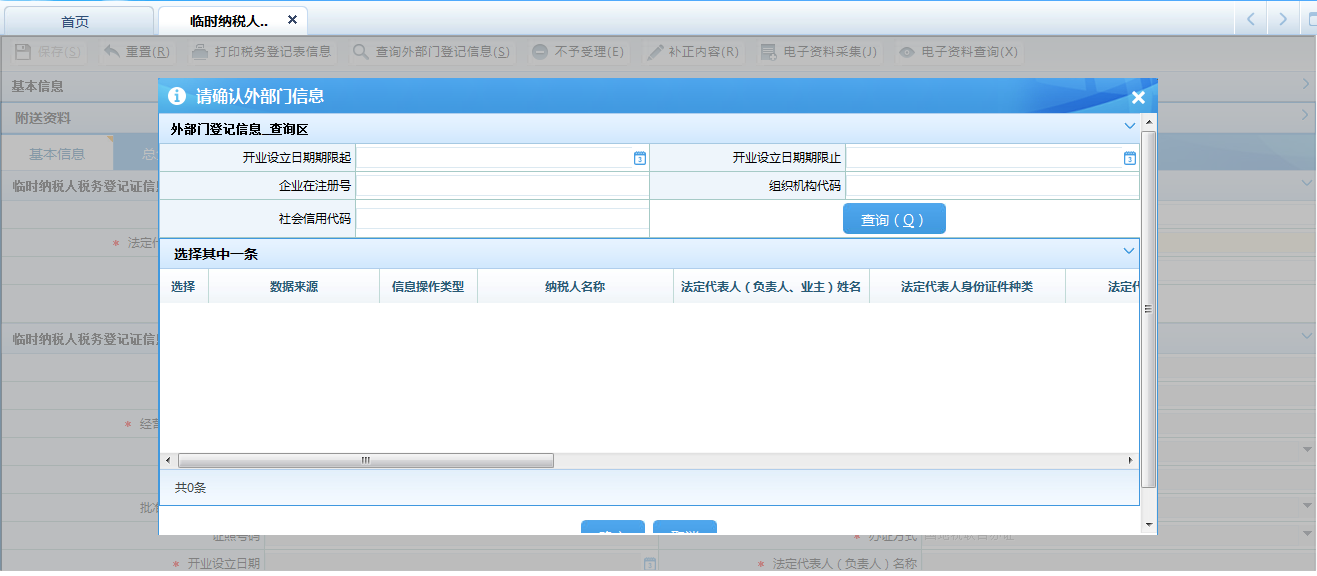 首页 临时纳税人..
保存(S) 重置(R) 打印税务登记表信息 查询外部门登记信息(S) 不予受理(E) 补正内容(R) 电子资料采集(J) 电子资料查询(X)
基本信息
请确认外部门信息
附送资料
外部门登记信息_查询区
基本信息 总
开业设立日期期限起 开业设立日期期限止
临时纳税人税务登记证信息
企业在注册号 组织机构代码
社会信用代码 查询(Q)
* 法定代
选择其中一条
选择 数据来源 信息操作类型 纳税人名称 法定代表人(负责人、业主)姓名 法定代表人身份证件种类 法定代
临时纳税人税务登记证信息
* 经营
共0条
批准
证照号码 * 办证方式
* 开业设立日期 * 法定代表人(负责人)名称